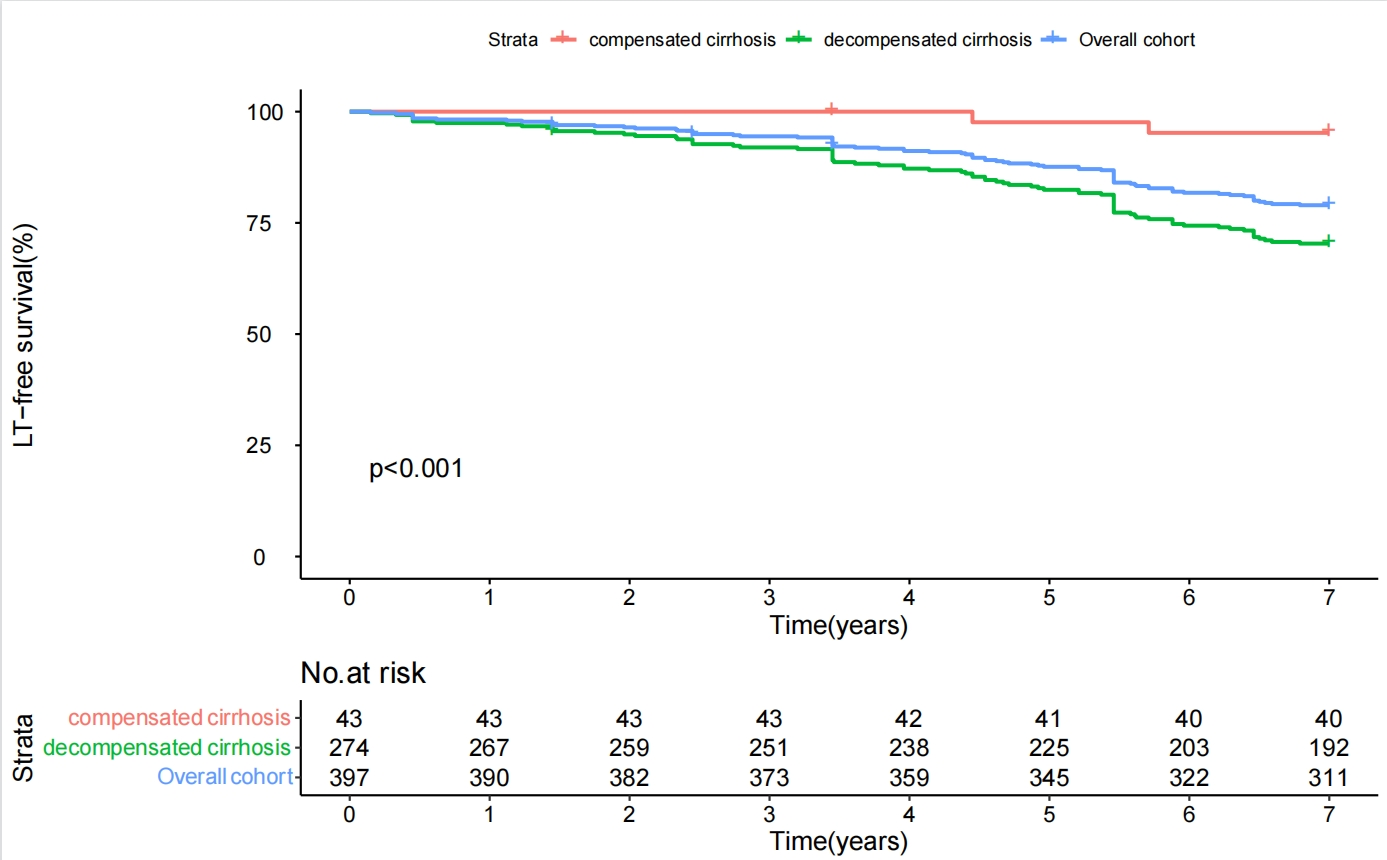 Strata compensated cirrhosis decompensated cirrhosis Overall cohort
100
75
50
25
0
LT−free survival(%)
p<0.001
0 1 2 3 4 5 6 7
Time(years)
No.at risk
Strata
compensated cirrhosis 43 43 43 43 42 41 40 40
decompensated cirrhosis 274 267 259 251 238 225 203 192
Overall cohort 397 390 382 373 359 345 322 311
0 1 2 3 4 5 6 7
Time(years)